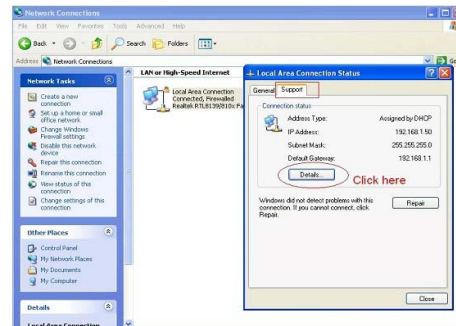 Network Connections
File Edit View Favorites Tools Advanced Help
Back Search Folders
Address Network Connections Go
Network Tasks
Create a new
connection
Set up a home or small
office network
Change Windows
Firewall settings
Disable this network
device
Repair this connection
Rename this connection
View status of this
connection
Change settings of this
connection
Other Places
Control Panel
My Network Places
My Documents
My Computer
Details
Local Area Connection
LAN or High-Speed Internet
Local Area Connection
Connected, Firewalled
Realtek RTL8139/810x Fa
Local Area Connection Status
General Support
Connection status
Address Type: Assigned by DHCP
IP Address: 192.168.1.50
Subnet Mask: 255.255.255.0
Default Gateway: 192.168.1.1
Details...
Click here
Windows did not detect problems with this
connection. If you cannot connect, click
Repair.
Repair
Close